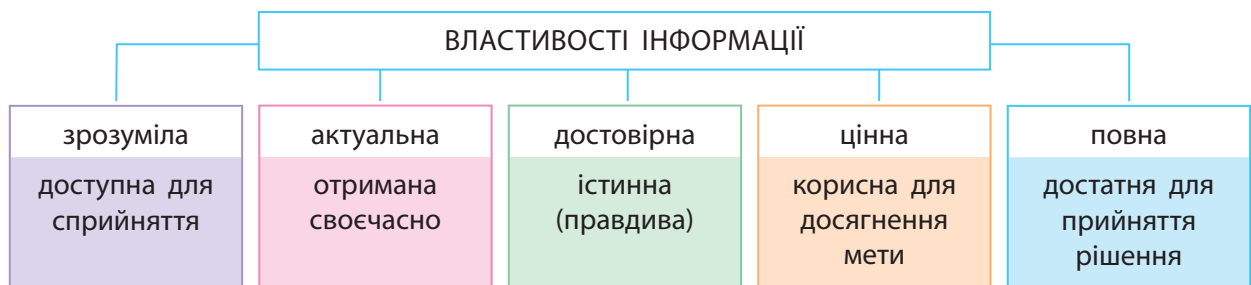 ВЛАСТИВОСТІ ІНФОРМАЦІЇ
зрозуміла
доступна для
сприйняття
актуальна
отримана
своєчасно
достовірна
істинна
(правдива)
цінна
корисна для
досягнення
мети
повна
достатня для
прийняття
рішення